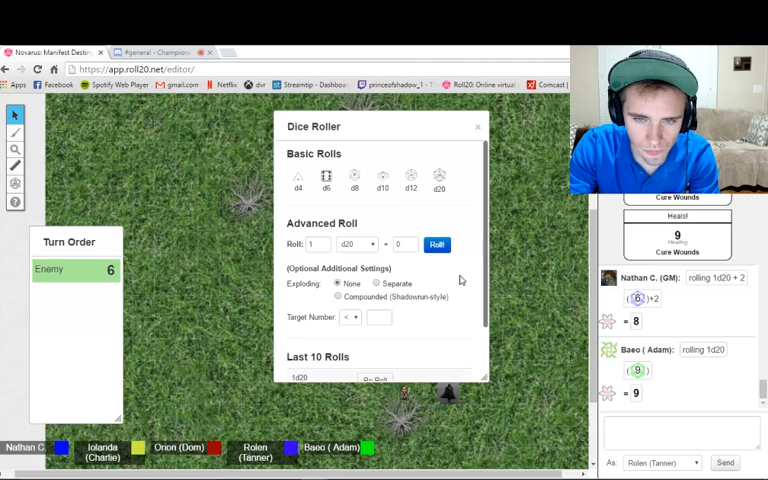 Novarus: Manifest Destin
#general - Champions
https://app.roll20.net/editor/
Apps
Facebook
Spotify Web Player
gmail.com
Netflix
dvr
Streamtip - Dashboa
princeofshadow_1 - T
Roll20: Online virtual
Comcast
Dice Roller
Basic Rolls
d4 d6 d8 d10 d12 d20
Advanced Roll
Roll: 1 d20 + 0 Roll!
(Optional Additional Settings)
Exploding: None Separate
Compounded (Shadowrun-style)
Target Number: <
Last 10 Rolls
1d20 Re-Roll
Turn Order
Enemy 6
Cure Wounds
Heals!
9
Healing
Cure Wounds
Nathan C. (GM): rolling 1d20 + 2
(6)+2
= 8
Baeo ( Adam): rolling 1d20
(9)
= 9
As: Rolen (Tanner) Send
Nathan C.
Iolanda
(Charlie)
Orion (Dom)
Rolen
(Tanner)
Baeo ( Adam)